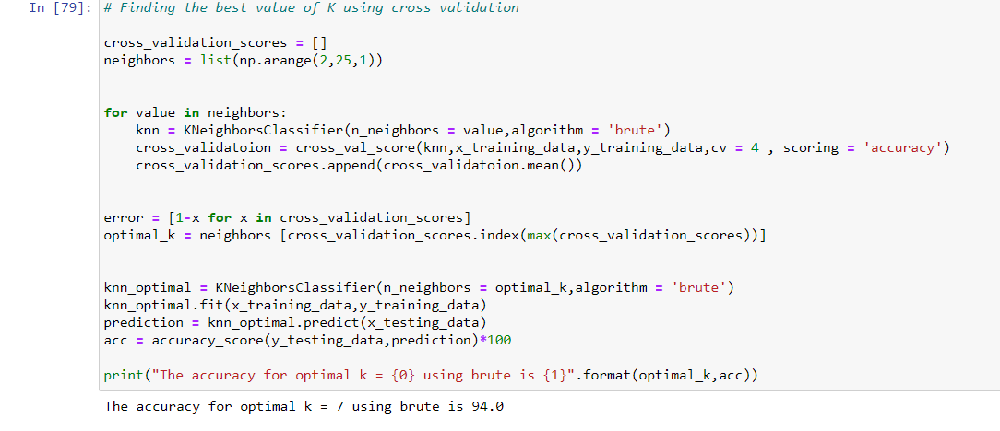 In [79]: # Finding the best value of K using cross validation
cross_validation_scores = []
neighbors = list(np.arange(2,25,1))
for value in neighbors:
knn = KNeighborsClassifier(n_neighbors = value,algorithm = 'brute')
cross_validatoion = cross_val_score(knn,x_training_data,y_training_data,cv = 4 , scoring = 'accuracy')
cross_validation_scores.append(cross_validatoion.mean())
error = [1-x for x in cross_validation_scores]
optimal_k = neighbors [cross_validation_scores.index(max(cross_validation_scores))]
knn_optimal = KNeighborsClassifier(n_neighbors = optimal_k,algorithm = 'brute')
knn_optimal.fit(x_training_data,y_training_data)
prediction = knn_optimal.predict(x_testing_data)
acc = accuracy_score(y_testing_data,prediction)*100
print("The accuracy for optimal k = {0} using brute is {1}".format(optimal_k,acc))
The accuracy for optimal k = 7 using brute is 94.0